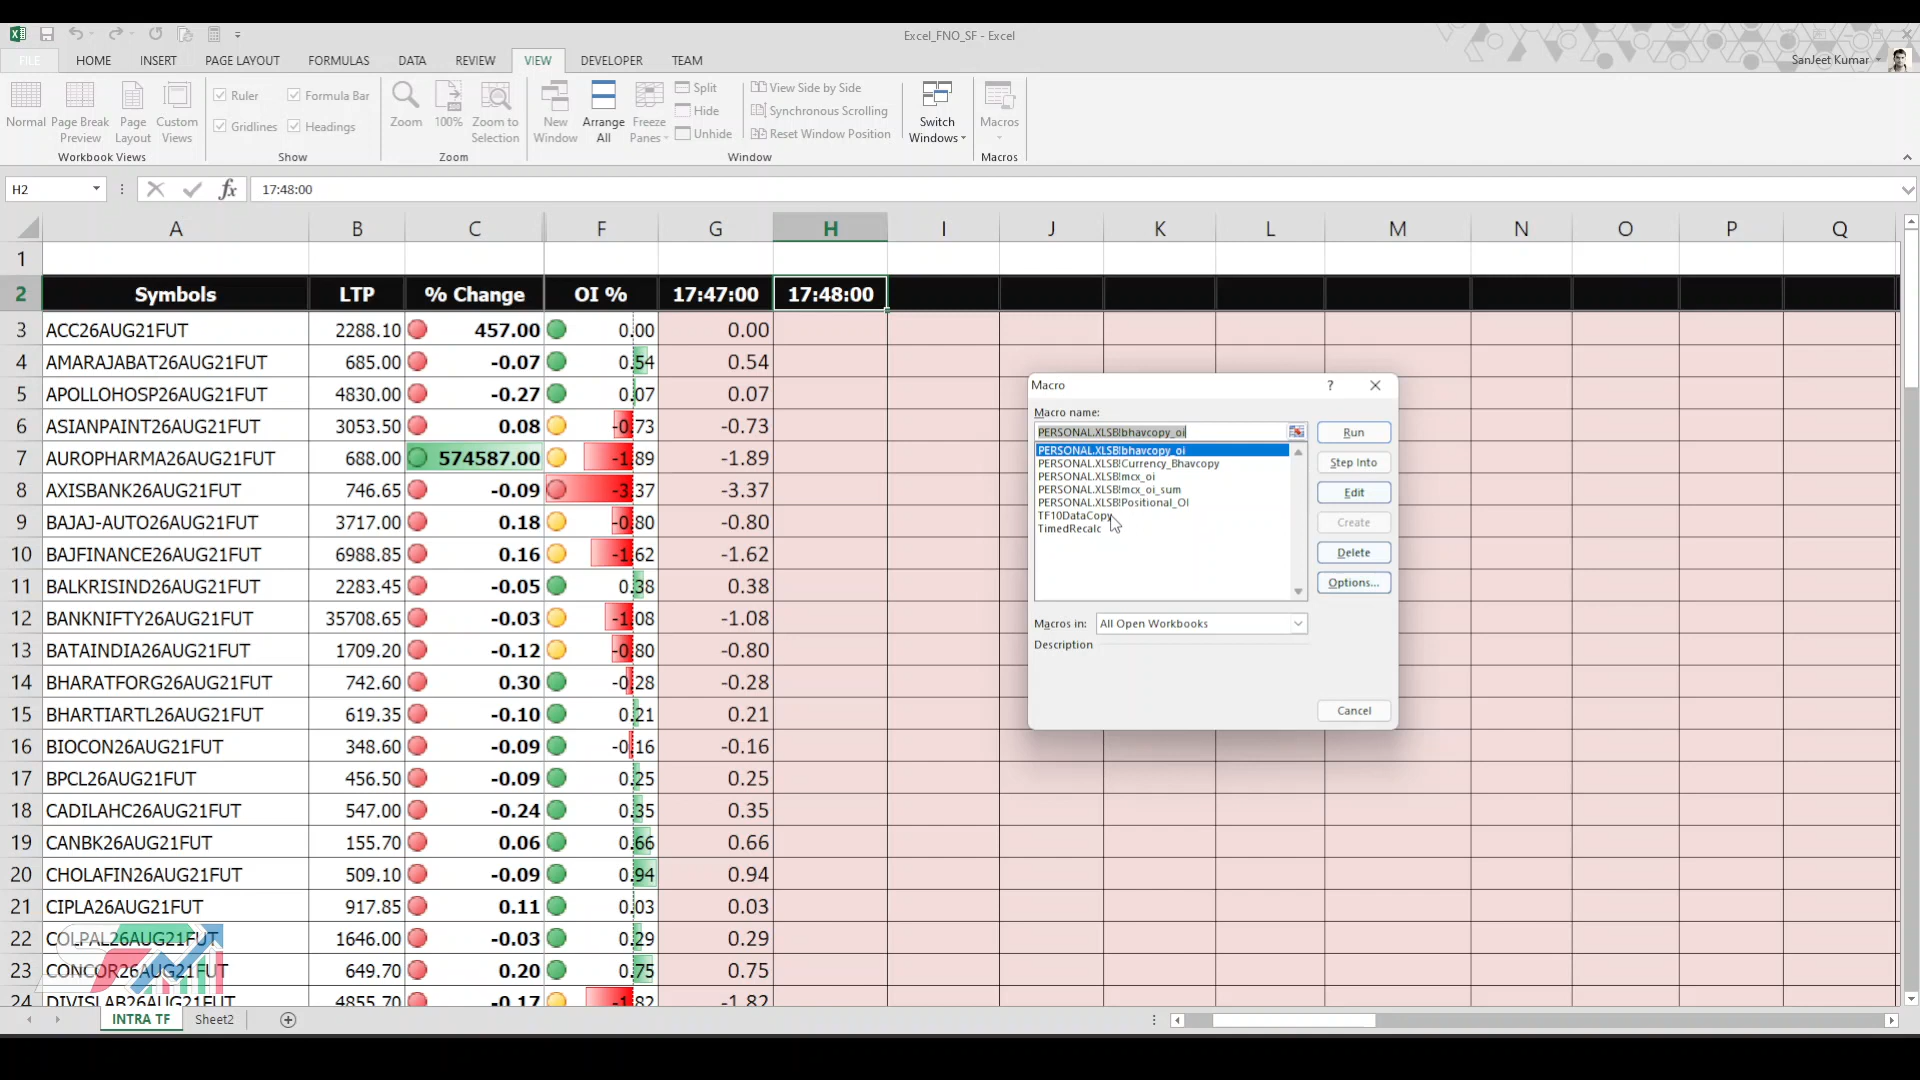 Excel_FNO_SF - Excel
FILE HOME INSERT PAGE LAYOUT FORMULAS DATA REVIEW VIEW DEVELOPER TEAM SanJeet Kumar
Normal Page Break Preview Page Layout Custom Views
Workbook Views
Ruler Formula Bar
Gridlines Headings
Show
Zoom 100% Zoom to Selection
Zoom
New Window Arrange All Freeze Panes
Split
Hide
Unhide
View Side by Side
Synchronous Scrolling
Reset Window Position
Window
Switch Windows
Macros
Macros
H2 fx 17:48:00
A B C F G H I J K L M N O P Q
1
2 Symbols LTP % Change OI % 17:47:00 17:48:00
3 ACC26AUG21FUT 2288.10 457.00 0.00 0.00
4 AMARAJABAT26AUG21FUT 685.00 -0.07 0.54 0.54
5 APOLLOHOSP26AUG21FUT 4830.00 -0.27 0.07 0.07
6 ASIANPAINT26AUG21FUT 3053.50 0.08 -0.73 -0.73
7 AUROPHARMA26AUG21FUT 688.00 574587.00 -1.89 -1.89
8 AXISBANK26AUG21FUT 746.65 -0.09 -3.37 -3.37
9 BAJAJ-AUTO26AUG21FUT 3717.00 0.18 -0.80 -0.80
10 BAJFINANCE26AUG21FUT 6988.85 0.16 -1.62 -1.62
11 BALKRISIND26AUG21FUT 2283.45 -0.05 0.38 0.38
12 BANKNIFTY26AUG21FUT 35708.65 -0.03 -1.08 -1.08
13 BATAINDIA26AUG21FUT 1709.20 -0.12 -0.80 -0.80
14 BHARATFORG26AUG21FUT 742.60 0.30 -0.28 -0.28
15 BHARTIARTL26AUG21FUT 619.35 -0.10 0.21 0.21
16 BIOCON26AUG21FUT 348.60 -0.09 -0.16 -0.16
17 BPCL26AUG21FUT 456.50 -0.09 0.25 0.25
18 CADILAHC26AUG21FUT 547.00 -0.24 0.35 0.35
19 CANBK26AUG21FUT 155.70 0.06 0.66 0.66
20 CHOLAFIN26AUG21FUT 509.10 -0.09 0.94 0.94
21 CIPLA26AUG21FUT 917.85 0.11 0.03 0.03
22 COLPAL26AUG21FUT 1646.00 -0.03 0.29 0.29
23 CONCOR26AUG21FUT 649.70 0.20 0.75 0.75
24 DIVISLAB26AUG21FUT 4855.70 -0.17 -1.82 -1.82
Macro ?
Macro name:
PERSONAL.XLSB!bhavcopy_oi
PERSONAL.XLSB!bhavcopy_oi
PERSONAL.XLSB!Currency_Bhavcopy
PERSONAL.XLSB!mcx_oi
PERSONAL.XLSB!mcx_oi_sum
PERSONAL.XLSB!Positional_OI
TF10DataCopy
TimedRecalc
Run
Step Into
Edit
Create
Delete
Options...
Macros in: All Open Workbooks
Description
Cancel
INTRA TF Sheet2